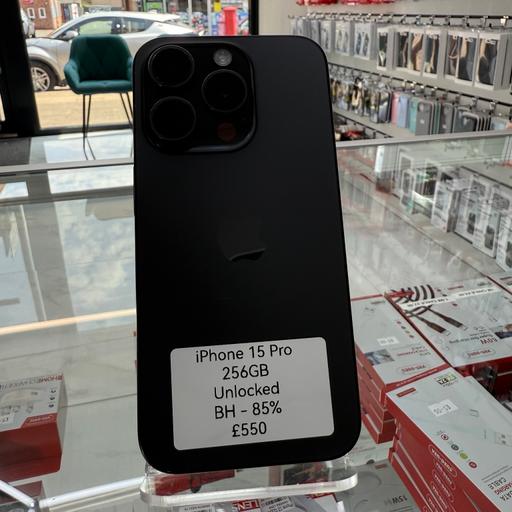 iPhone 15 Pro
256GB
Unlocked
BH - 85%
£550